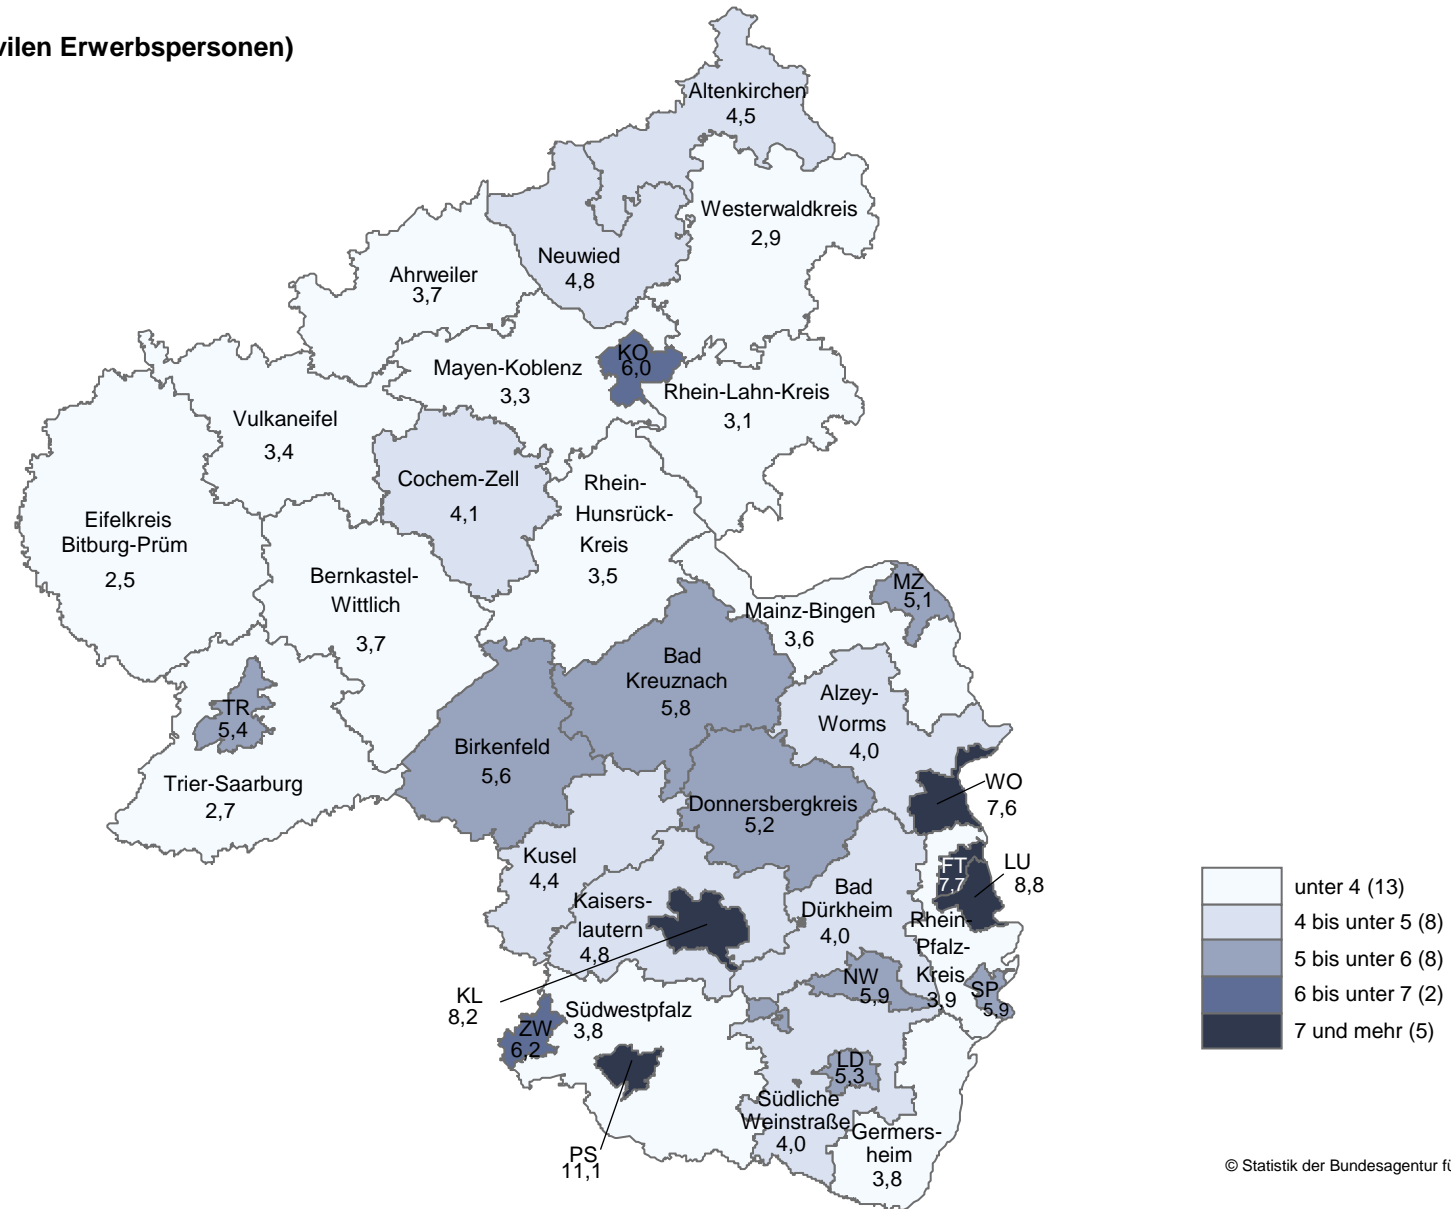 vilen Erwerbspersonen)
Altenkirchen
4,5
Westerwaldkreis
2,9
Neuwied
4,8
Ahrweiler
3,7
KO
6,0
Mayen-Koblenz
3,3
Rhein-Lahn-Kreis
3,1
Vulkaneifel
3,4
Cochem-Zell
4,1
Rhein-
Hunsrück-
Kreis
3,5
Eifelkreis
Bitburg-Prüm
2,5
Bernkastel-
Wittlich
3,7
MZ
5,1
Mainz-Bingen
3,6
Bad
Kreuznach
5,8
Alzey-
Worms
4,0
TR
5,4
Trier-Saarburg
2,7
Birkenfeld
5,6
Donnersbergkreis
5,2
WO
7,6
Kusel
4,4
FT
7,7
LU
8,8
Kaisers-
lautern
4,8
Bad
Dürkheim
4,0
Rhein-
Pfalz-
Kreis
3,9
NW
5,9
SP
5,9
KL
8,2
ZW
6,2
Südwestpfalz
3,8
LD
5,3
Südliche
Weinstraße
4,0
Germers-
heim
3,8
PS
11,1
unter 4 (13)
4 bis unter 5 (8)
5 bis unter 6 (8)
6 bis unter 7 (2)
7 und mehr (5)
© Statistik der Bundesagentur fü